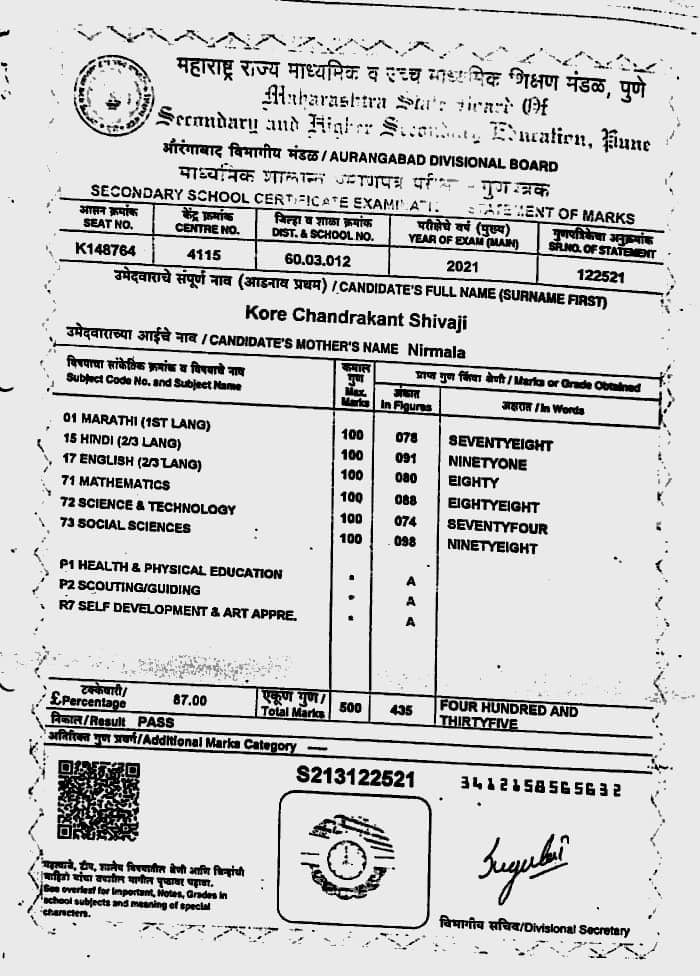 महाराष्ट्र राज्य माध्यमिक व उच्च माध्यमिक शिक्षण मंडळ, पुणे
Maharashtra State Board Of
Secondary and Higher Secondary Education, Pune
औरंगाबाद विभागीय मंडळ / AURANGABAD DIVISIONAL BOARD
माध्यमिक शालान्त प्रमाणपत्र परीक्षा - गुणपत्रक
SECONDARY SCHOOL CERTIFICATE EXAMINATION STATEMENT OF MARKS
आसन क्रमांक केंद्र क्रमांक जिल्हा व शाळा क्रमांक परीक्षेचे वर्ष (मुख्य) गुणपत्रिकेचा अनुक्रमांक
SEAT NO. CENTRE NO. DIST. & SCHOOL NO. YEAR OF EXAM (MAIN) SR.NO. OF STATEMENT
K148764 4115 60.03.012 2021 122521
उमेदवाराचे संपूर्ण नाव (आडनाव प्रथम) / CANDIDATE'S FULL NAME (SURNAME FIRST)
Kore Chandrakant Shivaji
उमेदवाराच्या आईचे नाव / CANDIDATE'S MOTHER'S NAME Nirmala
विषयाचा सांकेतिक क्रमांक व विषयाचे नाव कमाल गुण प्राप्त गुण किंवा श्रेणी / Marks or Grade Obtained
Subject Code No. and Subject Name Max. Marks अंकात In Figures अक्षरात / In Words
01 MARATHI (1ST LANG) 100 078 SEVENTYEIGHT
15 HINDI (2/3 LANG) 100 091 NINETYONE
17 ENGLISH (2/3 LANG) 100 080 EIGHTY
71 MATHEMATICS 100 088 EIGHTYEIGHT
72 SCIENCE & TECHNOLOGY 100 074 SEVENTYFOUR
73 SOCIAL SCIENCES 100 098 NINETYEIGHT
P1 HEALTH & PHYSICAL EDUCATION * A
P2 SCOUTING/GUIDING * A
R7 SELF DEVELOPMENT & ART APPRE. * A
टक्केवारी/ एकूण गुण/ FOUR HUNDRED AND
£Percentage 87.00 Total Marks 500 435 THIRTYFIVE
निकाल/Result PASS
अतिरिक्त गुण प्रवर्ग/Additional Marks Category ----
S213122521 3412158565632
महत्वाचे, टीप, शालेय विषयातील श्रेणी आणि चिन्हांची
माहिती यांचा तपशील मागील पृष्ठावर पहावा.
See overleaf for Important, Notes, Grades in
school subjects and meaning of special
characters.
विभागीय सचिव/Divisional Secretary